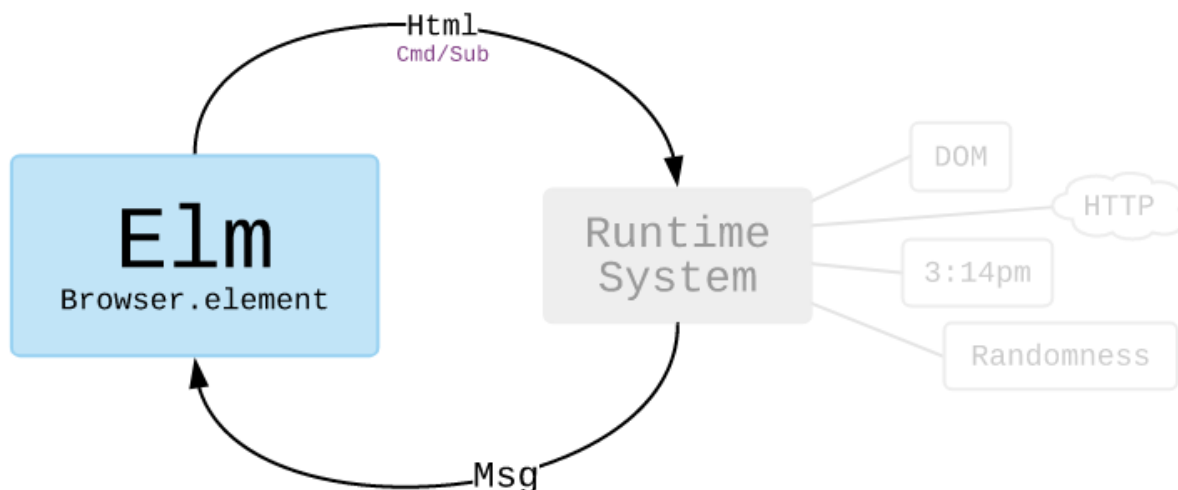 Html
Cmd/Sub
DOM
HTTP
Elm
Browser.element
Runtime
System
3:14pm
Randomness
Msg